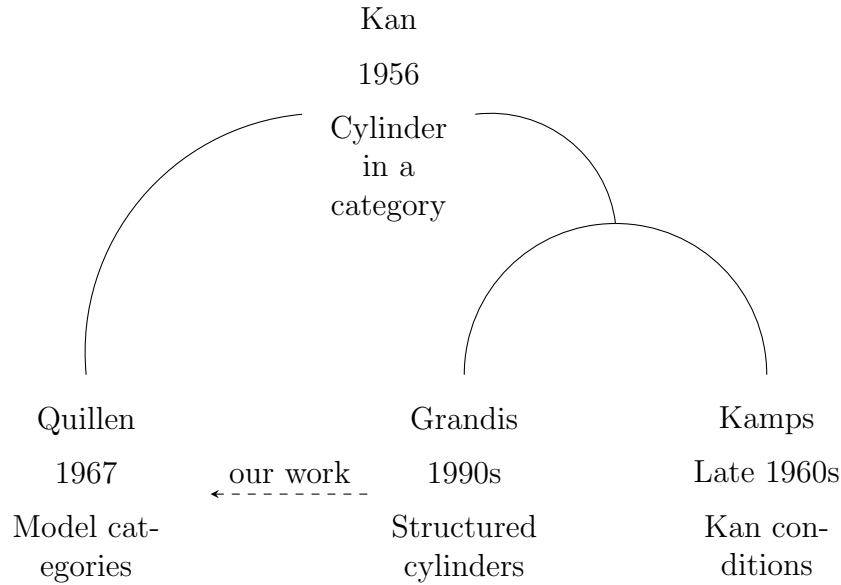 Kan
1956
Cylinder
in a
category
Quillen
1967
Model cat-
egories
our work
Grandis
1990s
Structured
cylinders
Kamps
Late 1960s
Kan con-
ditions